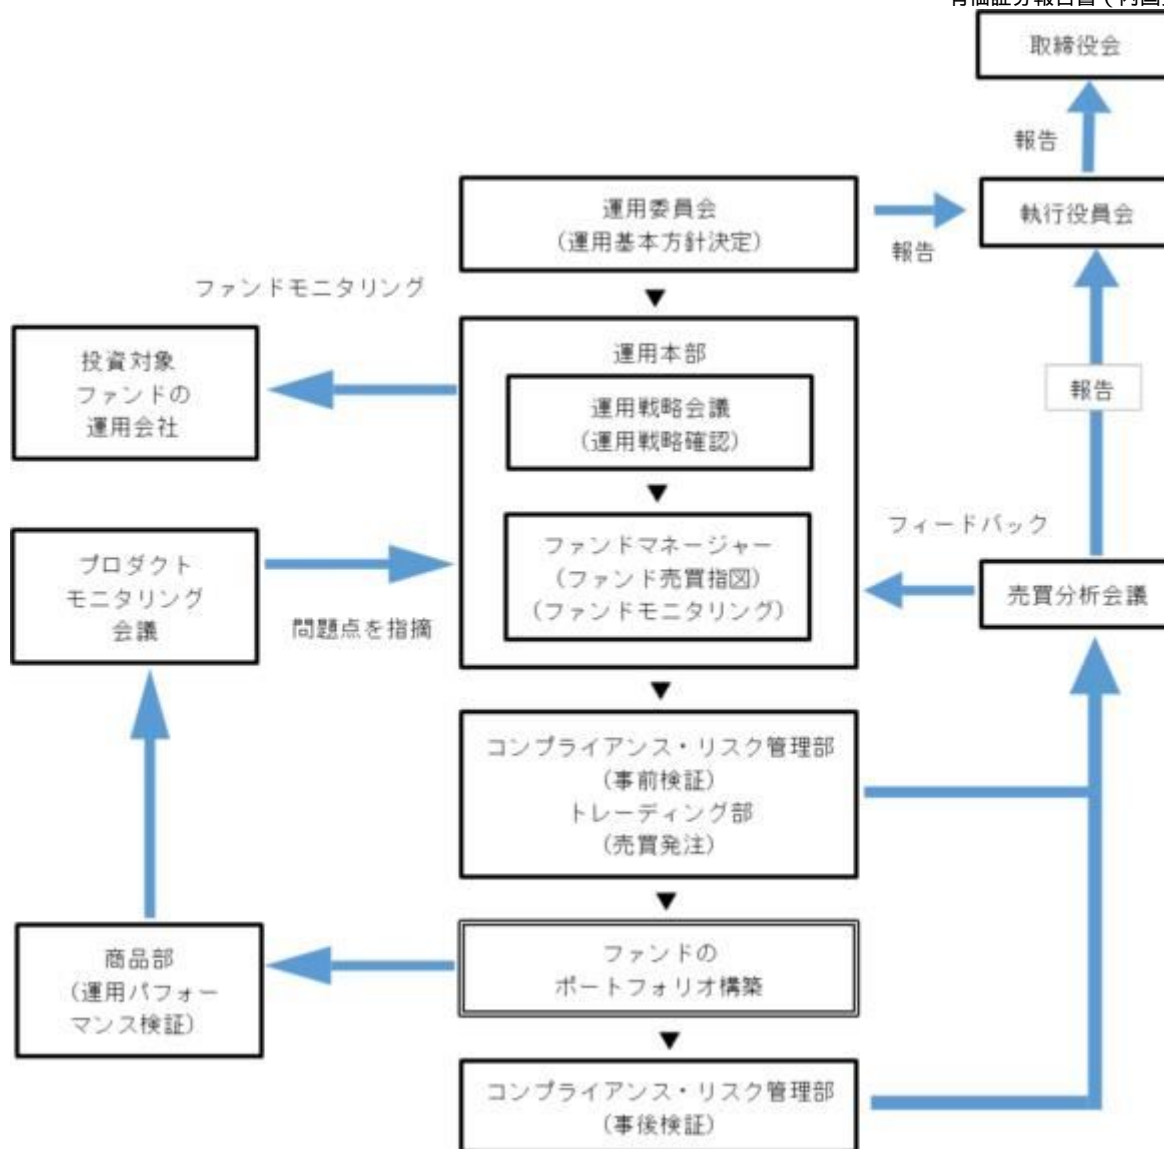 取締役会
報告
運用委員会
(運用基本方針決定)
報告
執行役員会
ファンドモニタリング
投資対象
ファンドの
運用会社
運用本部
運用戦略会議
(運用戦略確認)
報告
ファンドマネージャー
(ファンド売買指図)
(ファンドモニタリング)
フィードバック
売買分析会議
プロダクト
モニタリング
会議
問題点を指摘
コンプライアンス・リスク管理部
(事前検証)
トレーディング部
(売買発注)
ファンドの
ポートフォリオ構築
商品部
(運用パフォー
マンス検証)
コンプライアンス・リスク管理部
(事後検証)